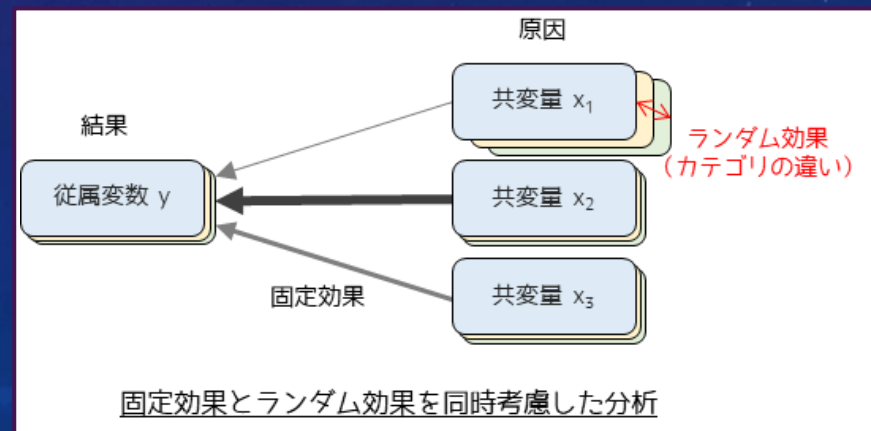 原因
共変量 x₁
結果
ランダム効果
（カテゴリの違い）
従属変数 y
共変量 x₂
固定効果
共変量 x₃
固定効果とランダム効果を同時考慮した分析